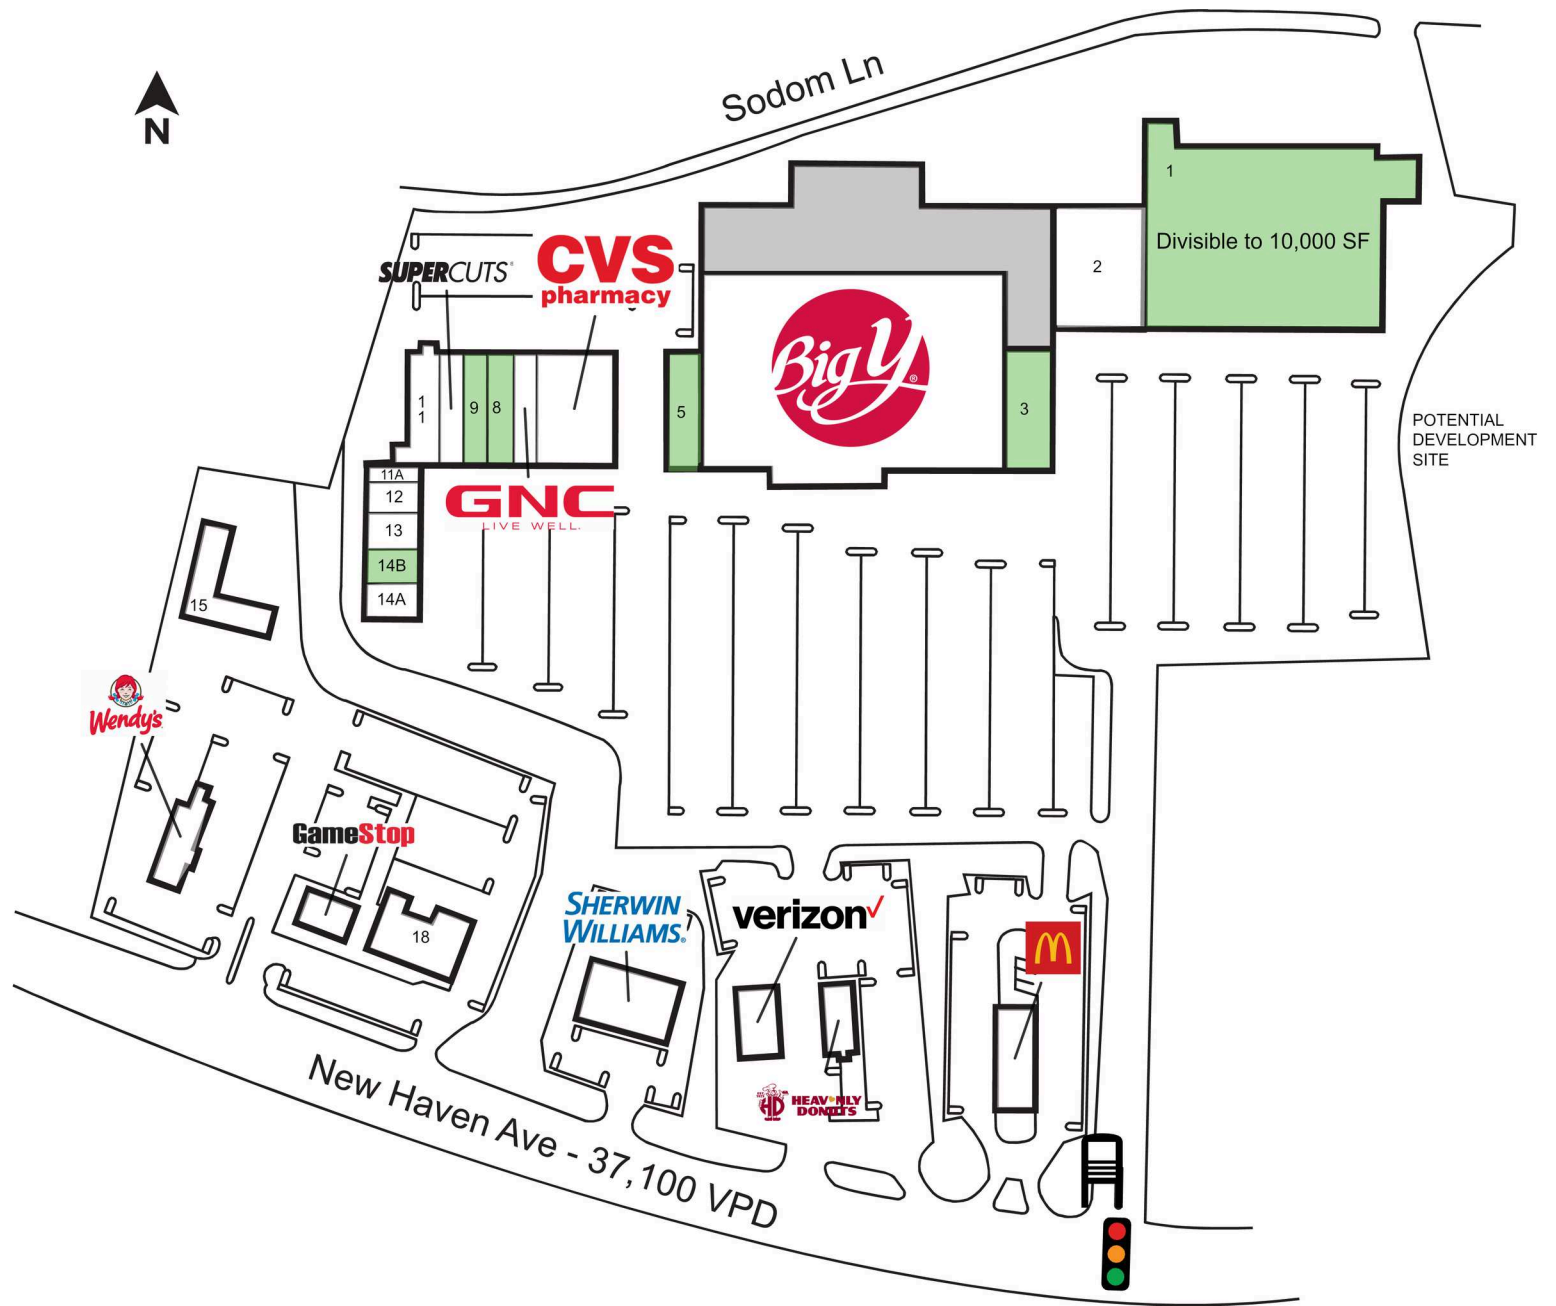 Sodom Ln
N
1
Divisible to 10,000 SF
2
SUPERCUTS
CVS
pharmacy
Big Y®
1
1
9
8
5
3
POTENTIAL
DEVELOPMENT
SITE
11A
12
13
14B
14A
GNC
LIVE WELL.
15
Wendy's
GameStop
18
SHERWIN
WILLIAMS®
verizon
HD
HEAVENLY
DONUTS
New Haven Ave - 37,100 VPD